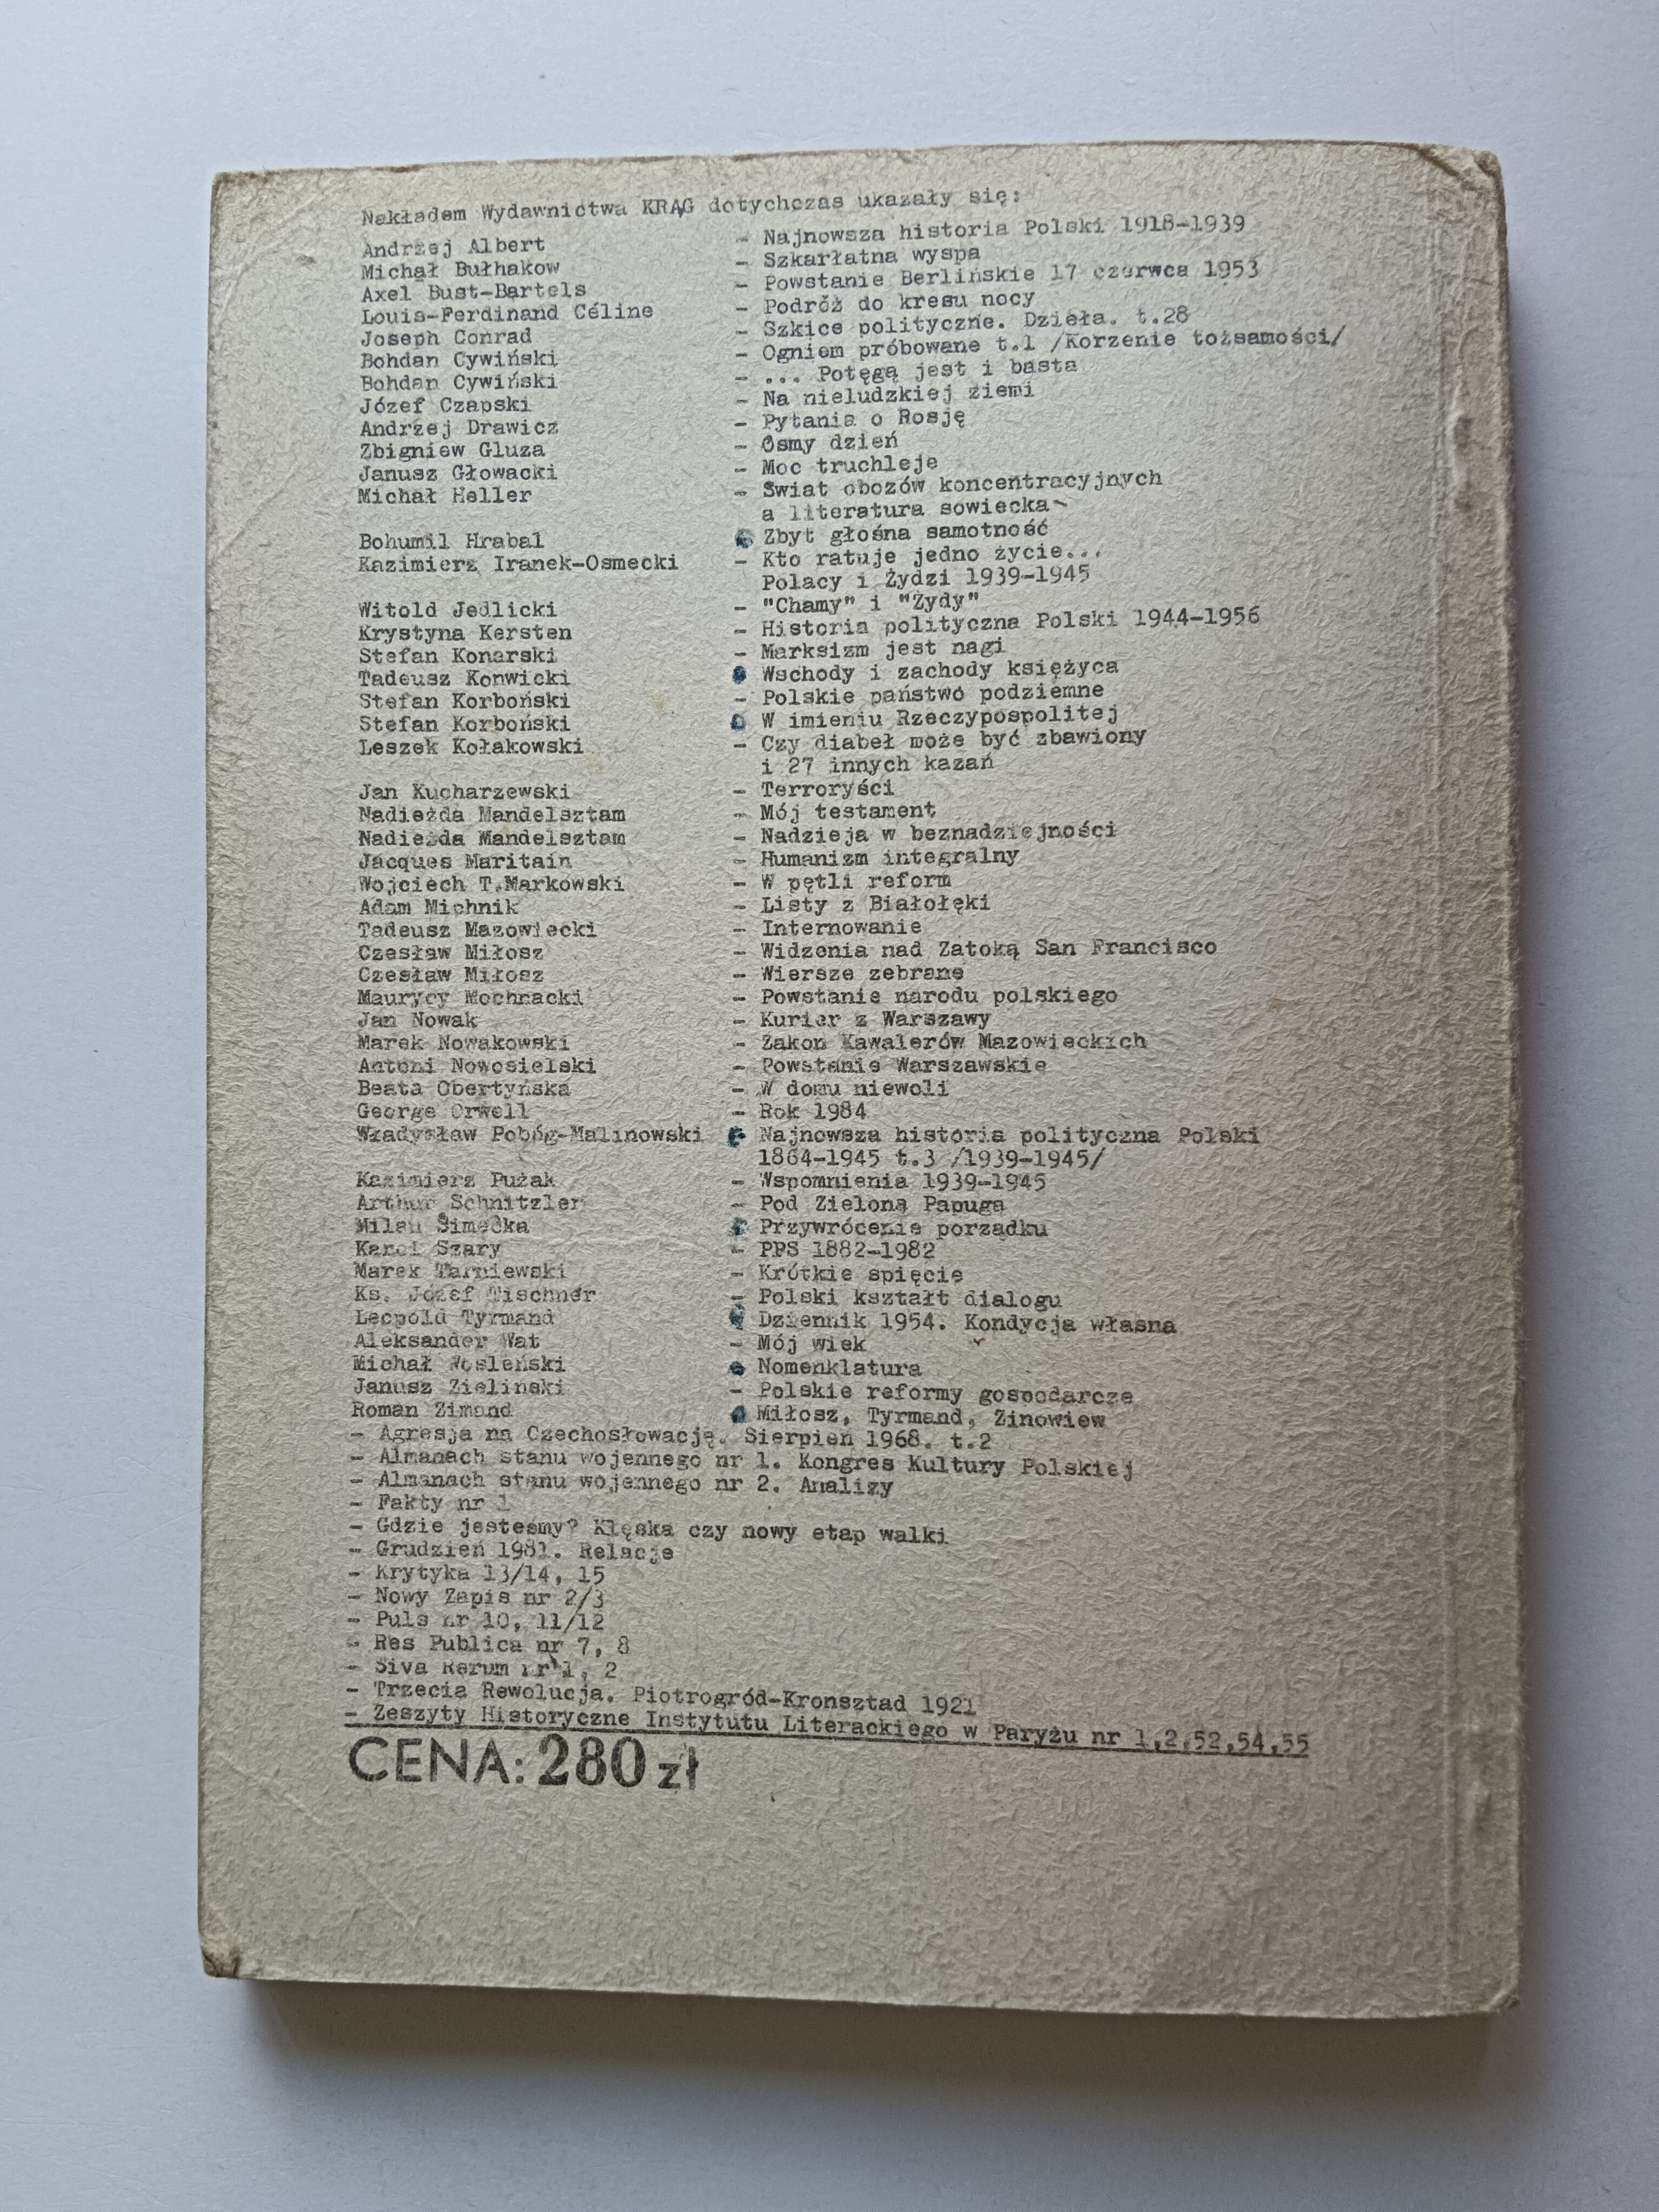 Nakładem Wydawnictwa KRĄG dotychczas ukazały się:
Andrzej Albert - Najnowsza historia Polski 1918-1939
Michał Bułhakow - Szkarłatna wyspa
Axel Bust-Bartels - Powstanie Berlińskie 17 czerwca 1953
Louis-Ferdinand Céline - Podróż do kresu nocy
Joseph Conrad - Szkice polityczne. Dzieła. t.28
Bohdan Cywiński - Ogniem próbowane t.1 /Korzenie tożsamości/
Bohdan Cywiński - ... Potęgą jest i basta
Józef Czapski - Na nieludzkiej ziemi
Andrzej Drawicz - Pytania o Rosję
Zbigniew Gluza - Ósmy dzień
Janusz Głowacki - Moc truchleje
Michał Heller - Świat obozów koncentracyjnych
a literatura sowiecka
Bohumil Hrabal - Zbyt głośna samotność
Kazimierz Iranek-Osmecki - Kto ratuje jedno życie...
Polacy i Żydzi 1939-1945
Witold Jedlicki - "Chamy" i "Żydy"
Krystyna Kersten - Historia polityczna Polski 1944-1956
Stefan Konarski - Marksizm jest nagi
Tadeusz Konwicki - Wschody i zachody księżyca
Stefan Korboński - Polskie państwo podziemne
Stefan Korboński - W imieniu Rzeczypospolitej
Leszek Kołakowski - Czy diabeł może być zbawiony
i 27 innych kazań
Jan Kucharzewski - Terroryści
Nadieżda Mandelsztam - Mój testament
Nadieżda Mandelsztam - Nadzieja w beznadziejności
Jacques Maritain - Humanizm integralny
Wojciech T.Markowski - W pętli reform
Adam Michnik - Listy z Białołęki
Tadeusz Mazowiecki - Internowanie
Czesław Miłosz - Widzenia nad Zatoką San Francisco
Czesław Miłosz - Wiersze zebrane
Maurycy Mochnacki - Powstanie narodu polskiego
Jan Nowak - Kurier z Warszawy
Marek Nowakowski - Zakon Kawalerów Mazowieckich
Antoni Nowosielski - Powstanie Warszawskie
Beata Obertyńska - W domu niewoli
George Orwell - Rok 1984
Władysław Pobóg-Malinowski - Najnowsza historia polityczna Polski
1864-1945 t.3 /1939-1945/
Kazimierz Pużak - Wspomnienia 1939-1945
Arthur Schnitzler - Pod Zieloną Papugą
Milan Šimečka - Przywrócenie porządku
Karol Szary - PPS 1882-1982
Marek Tarniewski - Krótkie spięcie
Ks. Józef Tischner - Polski kształt dialogu
Leopold Tyrmand - Dziennik 1954. Kondycja własna
Aleksander Wat - Mój wiek
Michał Wosleński - Nomenklatura
Janusz Zieliński - Polskie reformy gospodarcze
Roman Zimand - Miłosz, Tyrmand, Zinowiew
- Agresja na Czechosłowację. Sierpień 1968. t.2
- Almanach stanu wojennego nr 1. Kongres Kultury Polskiej
- Almanach stanu wojennego nr 2. Analizy
- Fakty nr 1
- Gdzie jesteśmy? Klęska czy nowy etap walki
- Grudzień 1981. Relacje
- Krytyka 13/14, 15
- Nowy Zapis nr 2/3
- Puls nr 10, 11/12
- Res Publica nr 7, 8
- Siva Rerum nr 1, 2
- Trzecia Rewolucja. Piotrogród-Kronsztad 1921
- Zeszyty Historyczne Instytutu Literackiego w Paryżu nr 1,2,52,54,55
CENA: 280 zł